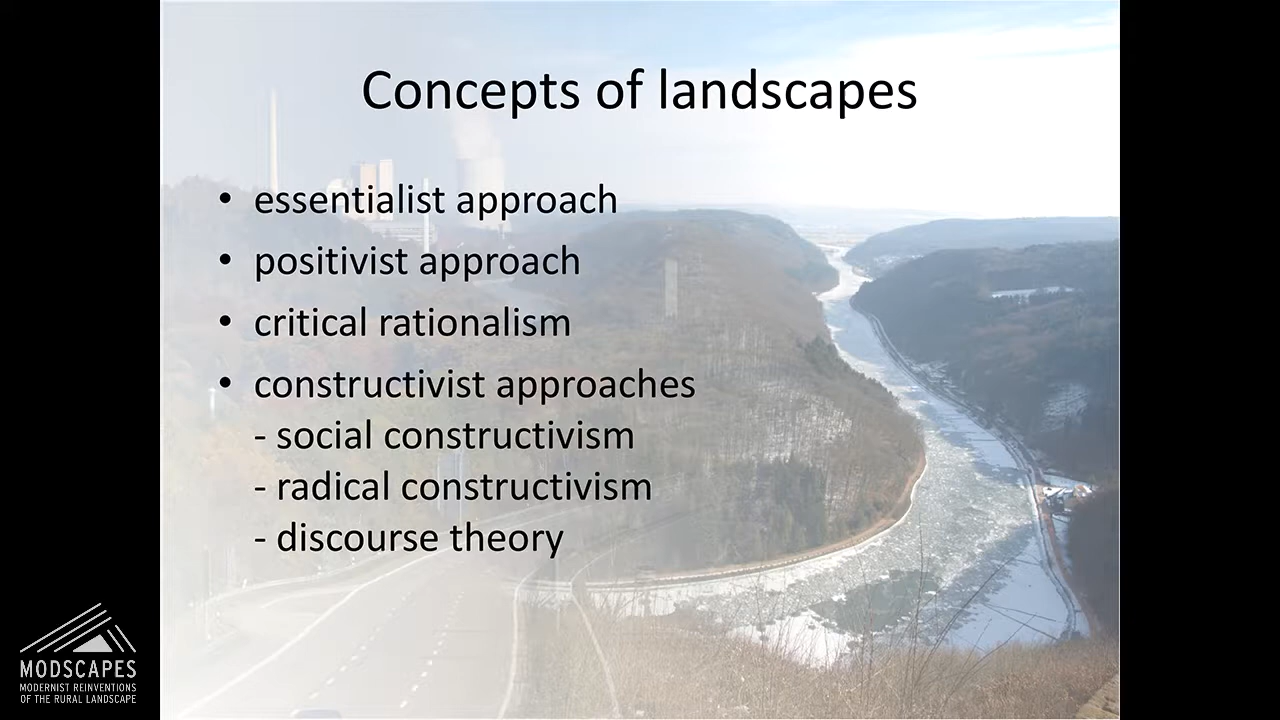 Concepts of landscapes
• essentialist approach
• positivist approach
• critical rationalism
• constructivist approaches
- social constructivism
- radical constructivism
- discourse theory
MODSCAPES
MODERNIST REINVENTIONS
OF THE RURAL LANDSCAPE